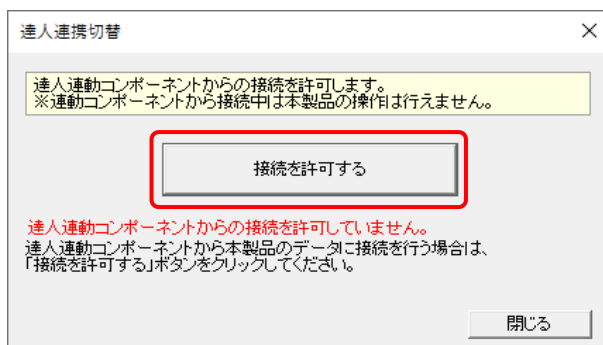 達人連携切替
達人連動コンポーネントからの接続を許可します。
※連動コンポーネントから接続中は本製品の操作は行えません。
接続を許可する
達人連動コンポーネントからの接続を許可していません。
達人連動コンポーネントから本製品のデータに接続を行う場合は、
「接続を許可する」ボタンをクリックしてください。
閉じる